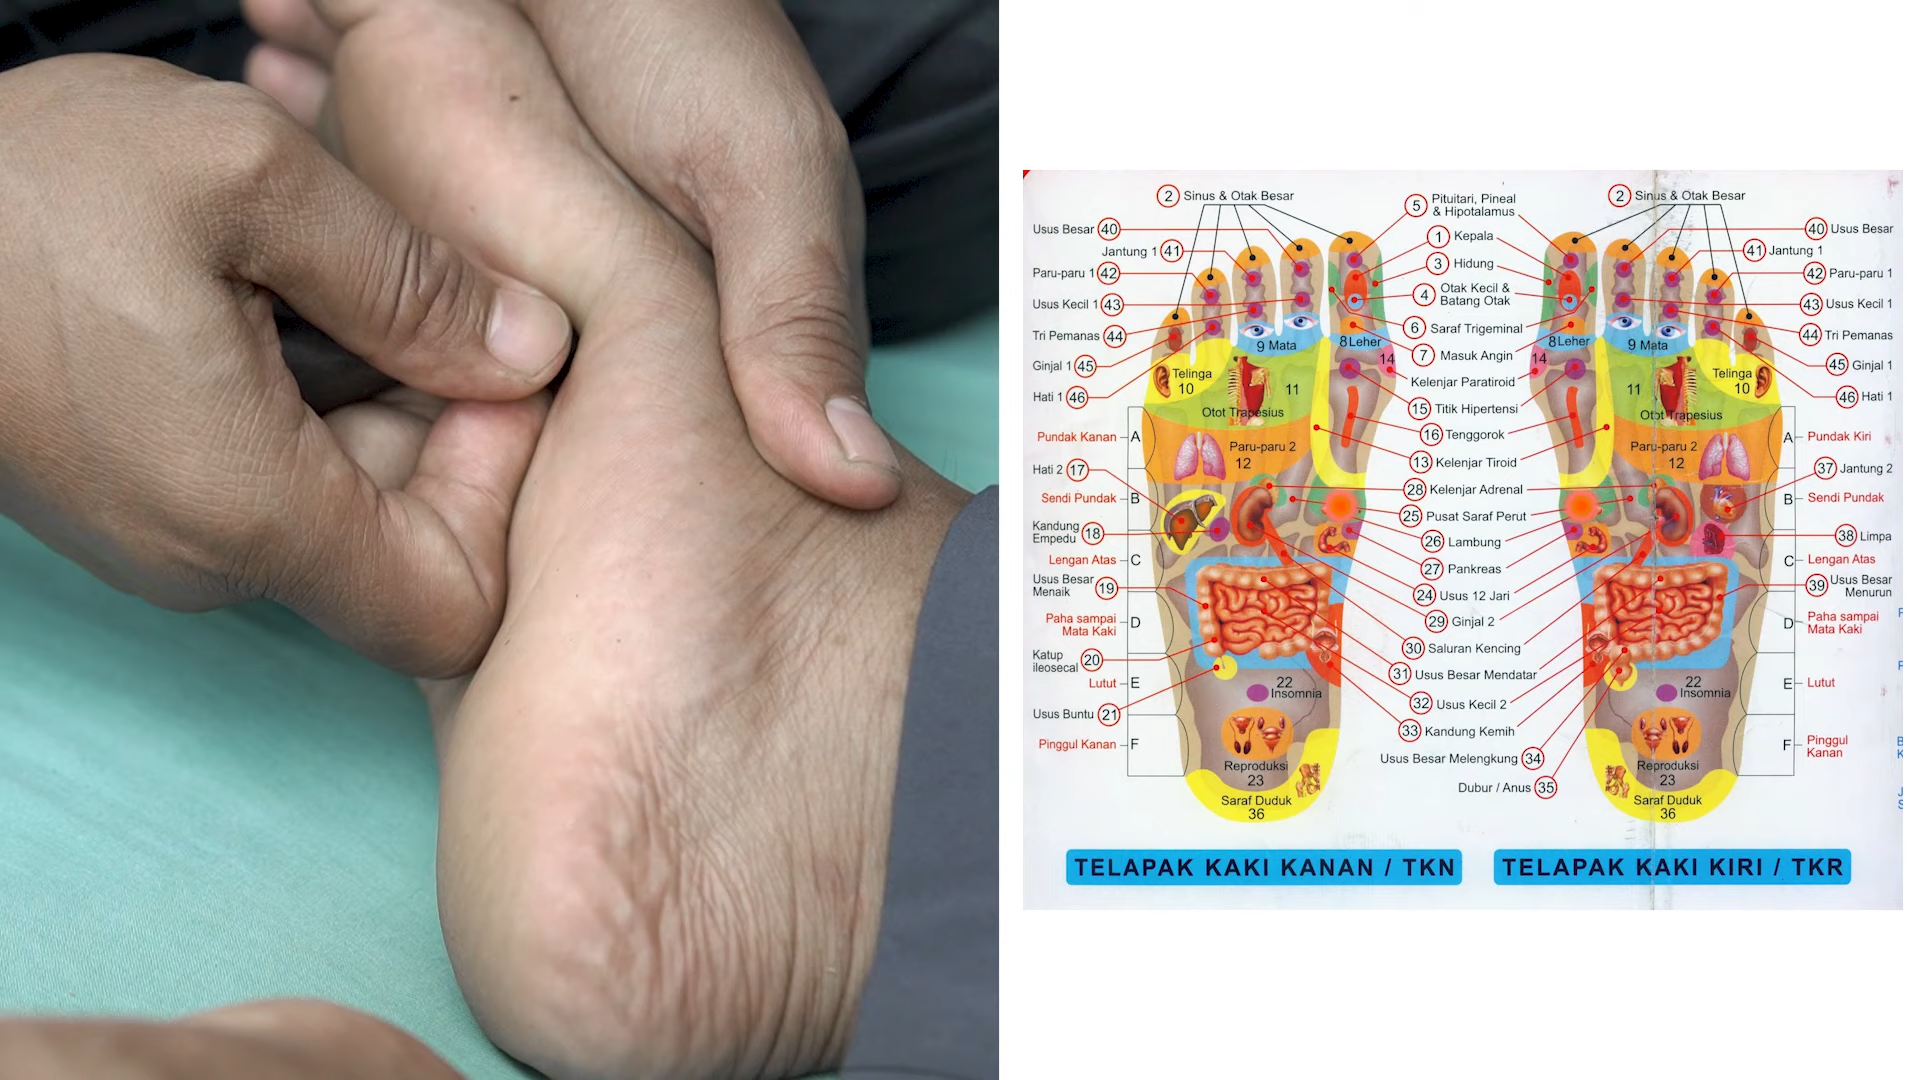 2 Sinus & Otak Besar
Usus Besar 40
Jantung 1 41
Paru-paru 1 42
Usus Kecil 1 43
Tri Pemanas 44
Ginjal 1 45
Hati 1 46
Pundak Kanan A
Hati 2 17
Sendi Pundak B
Kandung
Empedu 18
Lengan Atas C
Usus Besar
Menaik 19
Paha sampai
Mata Kaki D
Katup
ileosecal 20
Lutut E
Usus Buntu 21
Pinggul Kanan F
9 Mata
8 Leher
14
Telinga
10
11
Otot Trapesius
Paru-paru 2
12
22
Insomnia
Reproduksi
23
Saraf Duduk
36
5 Pituitari, Pineal
& Hipotalamus
1 Kepala
3 Hidung
4 Otak Kecil &
Batang Otak
6 Saraf Trigeminal
7 Masuk Angin
Kelenjar Paratiroid
15 Titik Hipertensi
16 Tenggorok
13 Kelenjar Tiroid
28 Kelenjar Adrenal
25 Pusat Saraf Perut
26 Lambung
27 Pankreas
24 Usus 12 Jari
29 Ginjal 2
30 Saluran Kencing
31 Usus Besar Mendatar
32 Usus Kecil 2
33 Kandung Kemih
Usus Besar Melengkung 34
Dubur / Anus 35
2 Sinus & Otak Besar
8 Leher
9 Mata
14
Telinga
10
11
Otot Trapesius
Paru-paru 2
12
22
Insomnia
Reproduksi
23
Saraf Duduk
36
40 Usus Besar
41 Jantung 1
42 Paru-paru 1
43 Usus Kecil 1
44 Tri Pemanas
45 Ginjal 1
46 Hati 1
A Pundak Kiri
37 Jantung 2
B Sendi Pundak
38 Limpa
C Lengan Atas
39 Usus Besar
Menurun
D Paha sampai
Mata Kaki
E Lutut
F Pinggul
Kanan
TELAPAK KAKI KANAN / TKN
TELAPAK KAKI KIRI / TKR